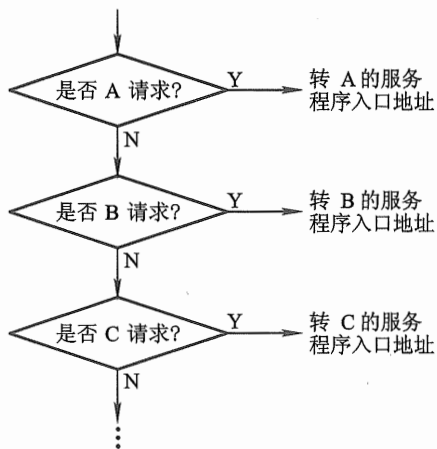 是否 A 请求?
Y
转 A 的服务
程序入口地址
N
是否 B 请求?
Y
转 B 的服务
程序入口地址
N
是否 C 请求?
Y
转 C 的服务
程序入口地址
N